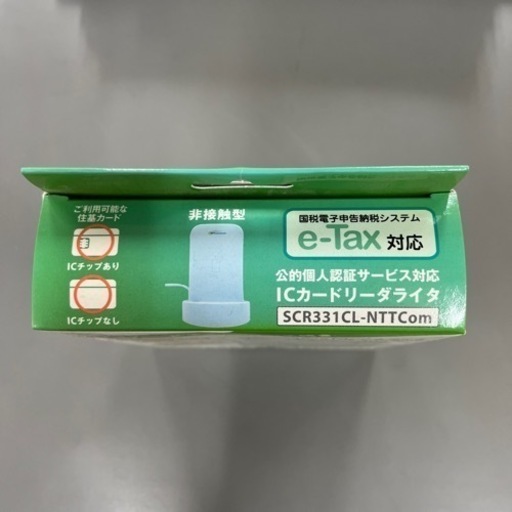 ご利用可能な
住基カード
ICチップあり
ICチップなし
非接触型
国税電子申告納税システム
e-Tax 対応
公的個人認証サービス対応
ICカードリーダライタ
SCR331CL-NTTCom